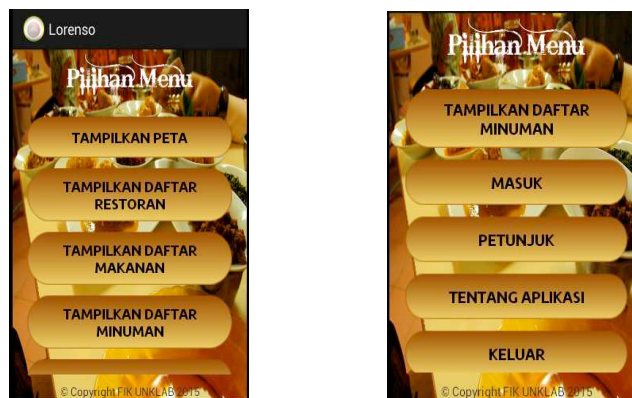 Lorenso
Pilihan Menu
TAMPILKAN PETA
TAMPILKAN DAFTAR
RESTORAN
TAMPILKAN DAFTAR
MAKANAN
TAMPILKAN DAFTAR
MINUMAN
© Copyright FIK UNKLAB 2015
Pilihan Menu
TAMPILKAN DAFTAR
MINUMAN
MASUK
PETUNJUK
TENTANG APLIKASI
KELUAR
© Copyright FIK UNKLAB 2015